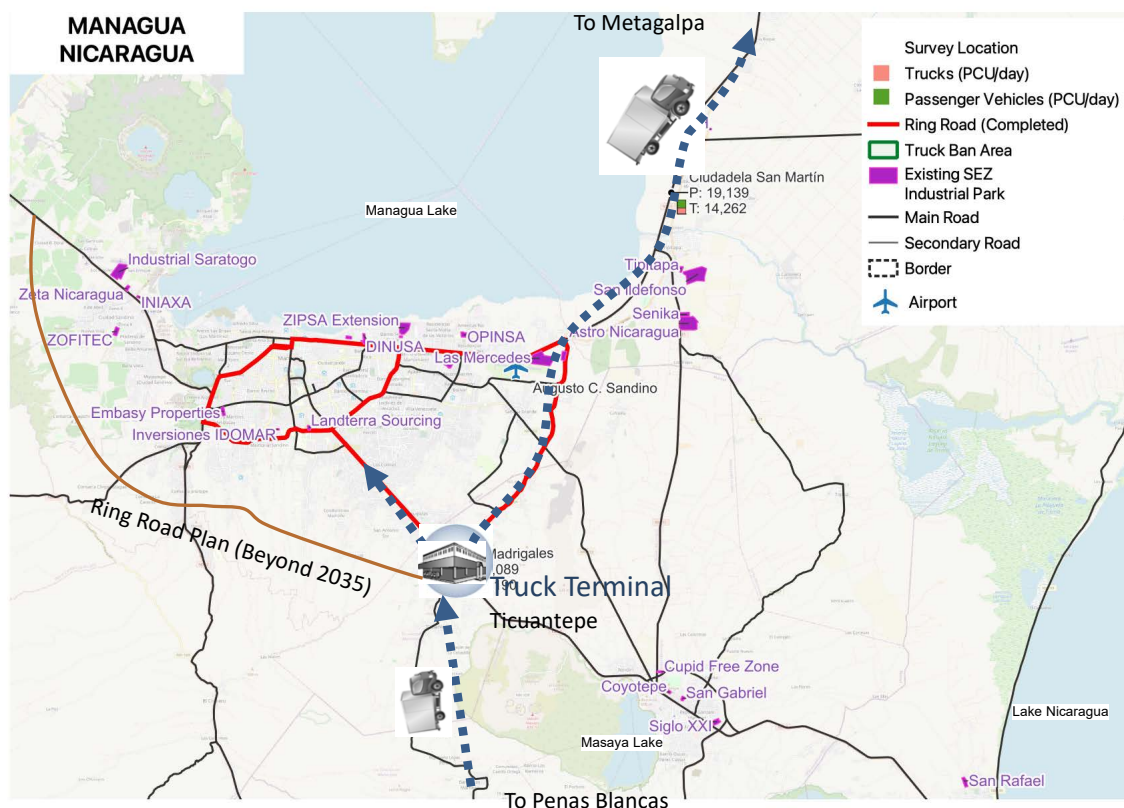 MANAGUA
NICARAGUA
To Metagalpa
Survey Location
Trucks (PCU/day)
Passenger Vehicles (PCU/day)
Ring Road (Completed)
Truck Ban Area
Existing SEZ
Industrial Park
Main Road
Secondary Road
Border
Airport
Ciudadela San Martín
P: 19,139
T: 14,262
Managua Lake
Industrial Saratogo
Zeta Nicaragua
INIAXA
ZOFITEC
Tipitapa
San Ildefonso
Senika
Astro Nicaragua
ZIPSA Extension
OPINSA
DINUSA
Las Mercedes
Augusto C. Sandino
Embasy Properties
Landterra Sourcing
Inversiones IDOMAR
Ring Road Plan (Beyond 2035)
Madrigales
,089
190
Truck Terminal
Ticuantepe
Cupid Free Zone
Coyotepe
San Gabriel
Siglo XXI
Lake Nicaragua
Masaya Lake
San Rafael
To Penas Blancas